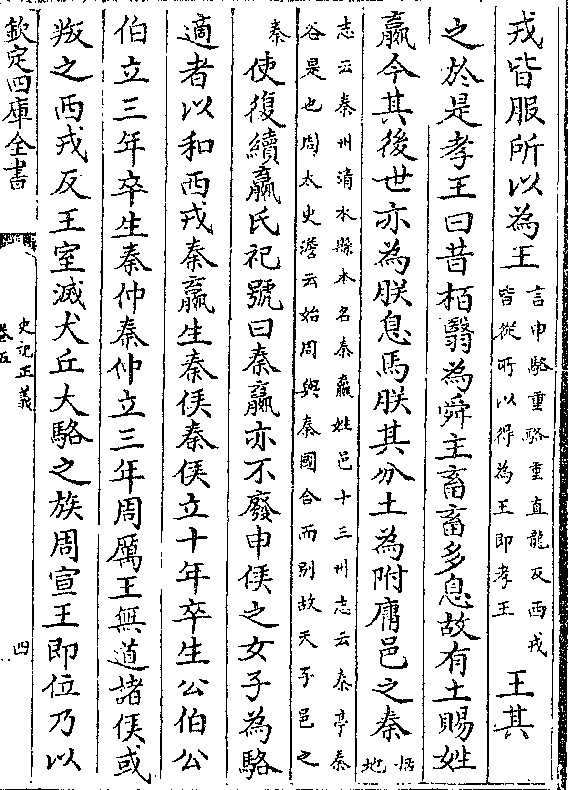 戎皆服所以為王
言申駱重駱重直龍反西戎
皆從所以得為王即孝王
王其
之於是孝王曰昔栢翳為舜主畜畜多息故有土賜姓
嬴今其後世亦為朕息馬朕其分土為附庸邑之秦
括
地
志云秦州清水縣本名秦嬴姓邑十三州志云秦亭秦
谷是也周太史儋云始周與秦國合而別故天子邑之
秦
使復續嬴氏祀號曰秦嬴亦不廢申侯之女子為駱
適者以和西戎秦嬴生秦侯秦侯立十年卒生公伯公
伯立三年卒生秦仲秦仲立三年周厲王無道諸侯或
叛之西戎反王室滅犬丘大駱之族周宣王即位乃以
欽定四庫全書
史記正義
卷五
四